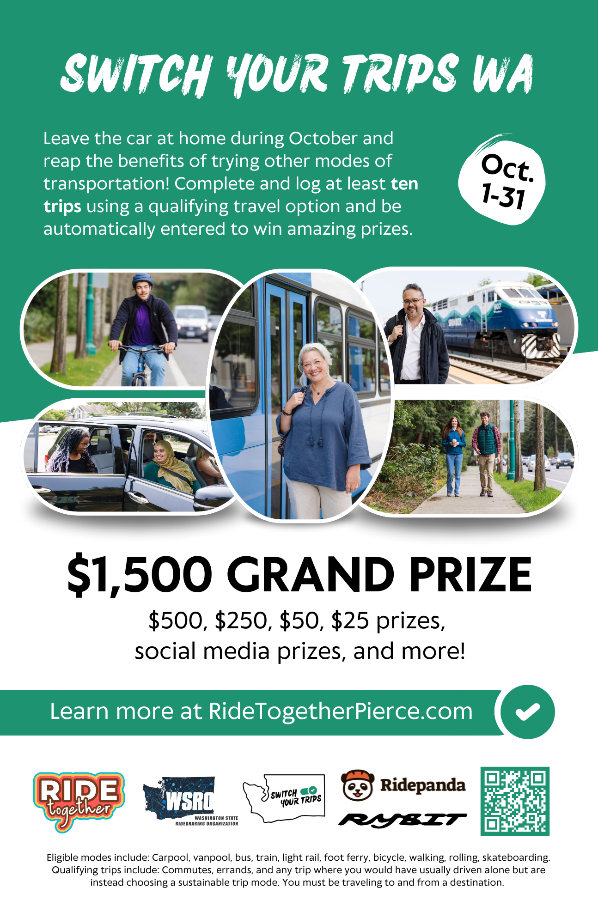 SWITCH YOUR TRIPS WA
Leave the car at home during October and
reap the benefits of trying other modes of
transportation! Complete and log at least ten
trips using a qualifying travel option and be
automatically entered to win amazing prizes.
Oct.
1-31
$1,500 GRAND PRIZE
$500, $250, $50, $25 prizes,
social media prizes, and more!
Learn more at RideTogetherPierce.com
RIDE
together
WSRO
WASHINGTON STATE
RIDESHARING ORGANIZATION
SWITCH
YOUR TRIPS
Ridepanda
RYBIT
Eligible modes include: Carpool, vanpool, bus, train, light rail, foot ferry, bicycle, walking, rolling, skateboarding.
Qualifying trips include: Commutes, errands, and any trip where you would have usually driven alone but are
instead choosing a sustainable trip mode. You must be traveling to and from a destination.